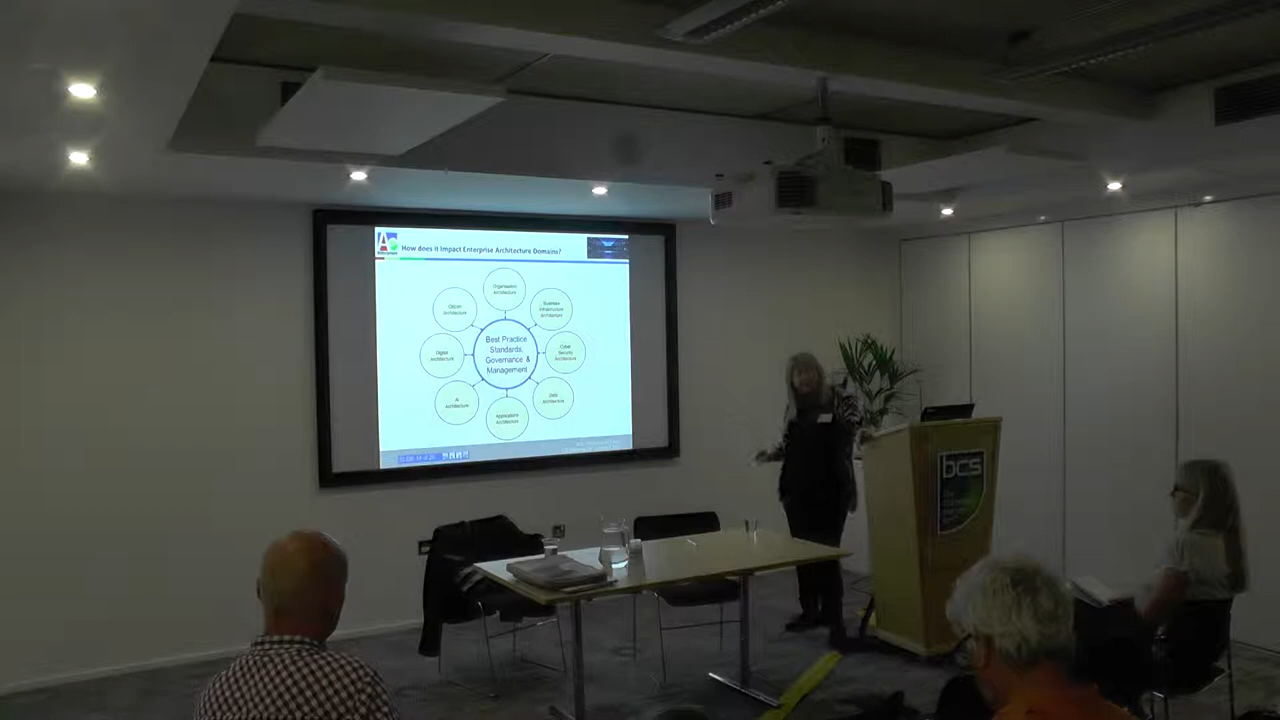 How does it Impact Enterprise Architecture Domains?
Organisation
Architecture
Business
Infrastructure
Architecture
Cyber
Security
Architecture
Data
Architecture
Applications
Architecture
AI
Architecture
Digital
Architecture
Citizen
Architecture
Best Practice
Standards,
Governance &
Management
bcs